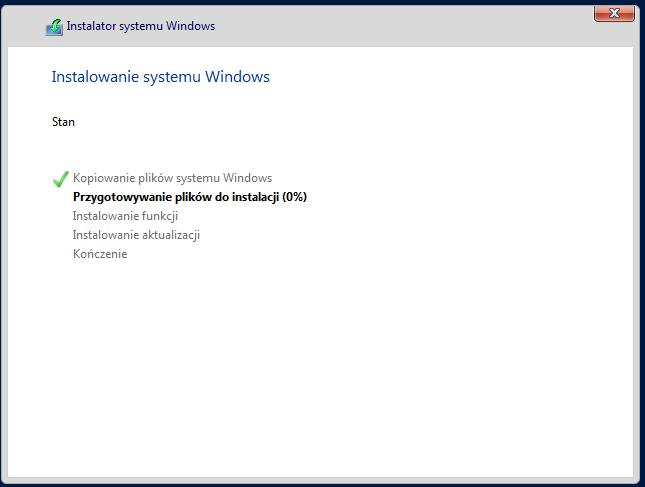 Instalator systemu Windows
Instalowanie systemu Windows
Stan
Kopiowanie plików systemu Windows
Przygotowywanie plików do instalacji (0%)
Instalowanie funkcji
Instalowanie aktualizacji
Kończenie